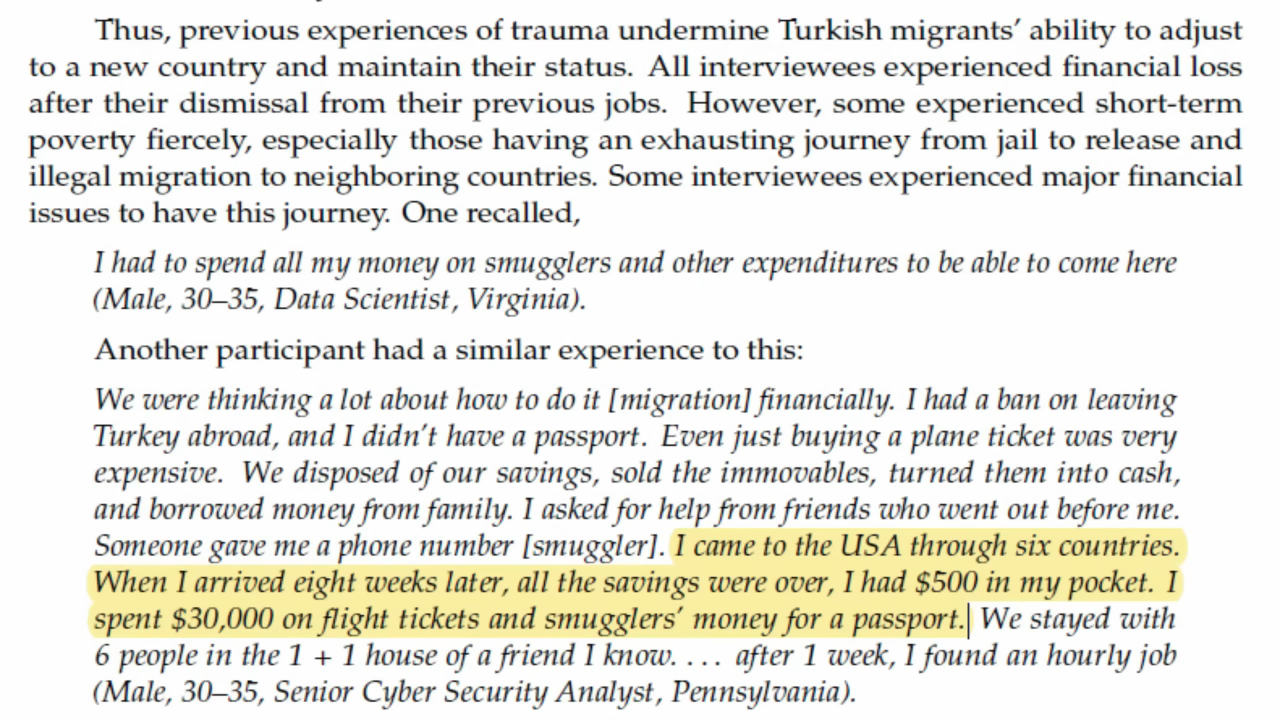 Thus, previous experiences of trauma undermine Turkish migrants’ ability to adjust
to a new country and maintain their status. All interviewees experienced financial loss
after their dismissal from their previous jobs. However, some experienced short-term
poverty fiercely, especially those having an exhausting journey from jail to release and
illegal migration to neighboring countries. Some interviewees experienced major financial
issues to have this journey. One recalled,
I had to spend all my money on smugglers and other expenditures to be able to come here
(Male, 30–35, Data Scientist, Virginia).
Another participant had a similar experience to this:
We were thinking a lot about how to do it [migration] financially. I had a ban on leaving
Turkey abroad, and I didn’t have a passport. Even just buying a plane ticket was very
expensive. We disposed of our savings, sold the immovables, turned them into cash,
and borrowed money from family. I asked for help from friends who went out before me.
Someone gave me a phone number [smuggler]. I came to the USA through six countries.
When I arrived eight weeks later, all the savings were over, I had $500 in my pocket. I
spent $30,000 on flight tickets and smugglers’ money for a passport. We stayed with
6 people in the 1 + 1 house of a friend I know. . . . after 1 week, I found an hourly job
(Male, 30–35, Senior Cyber Security Analyst, Pennsylvania).